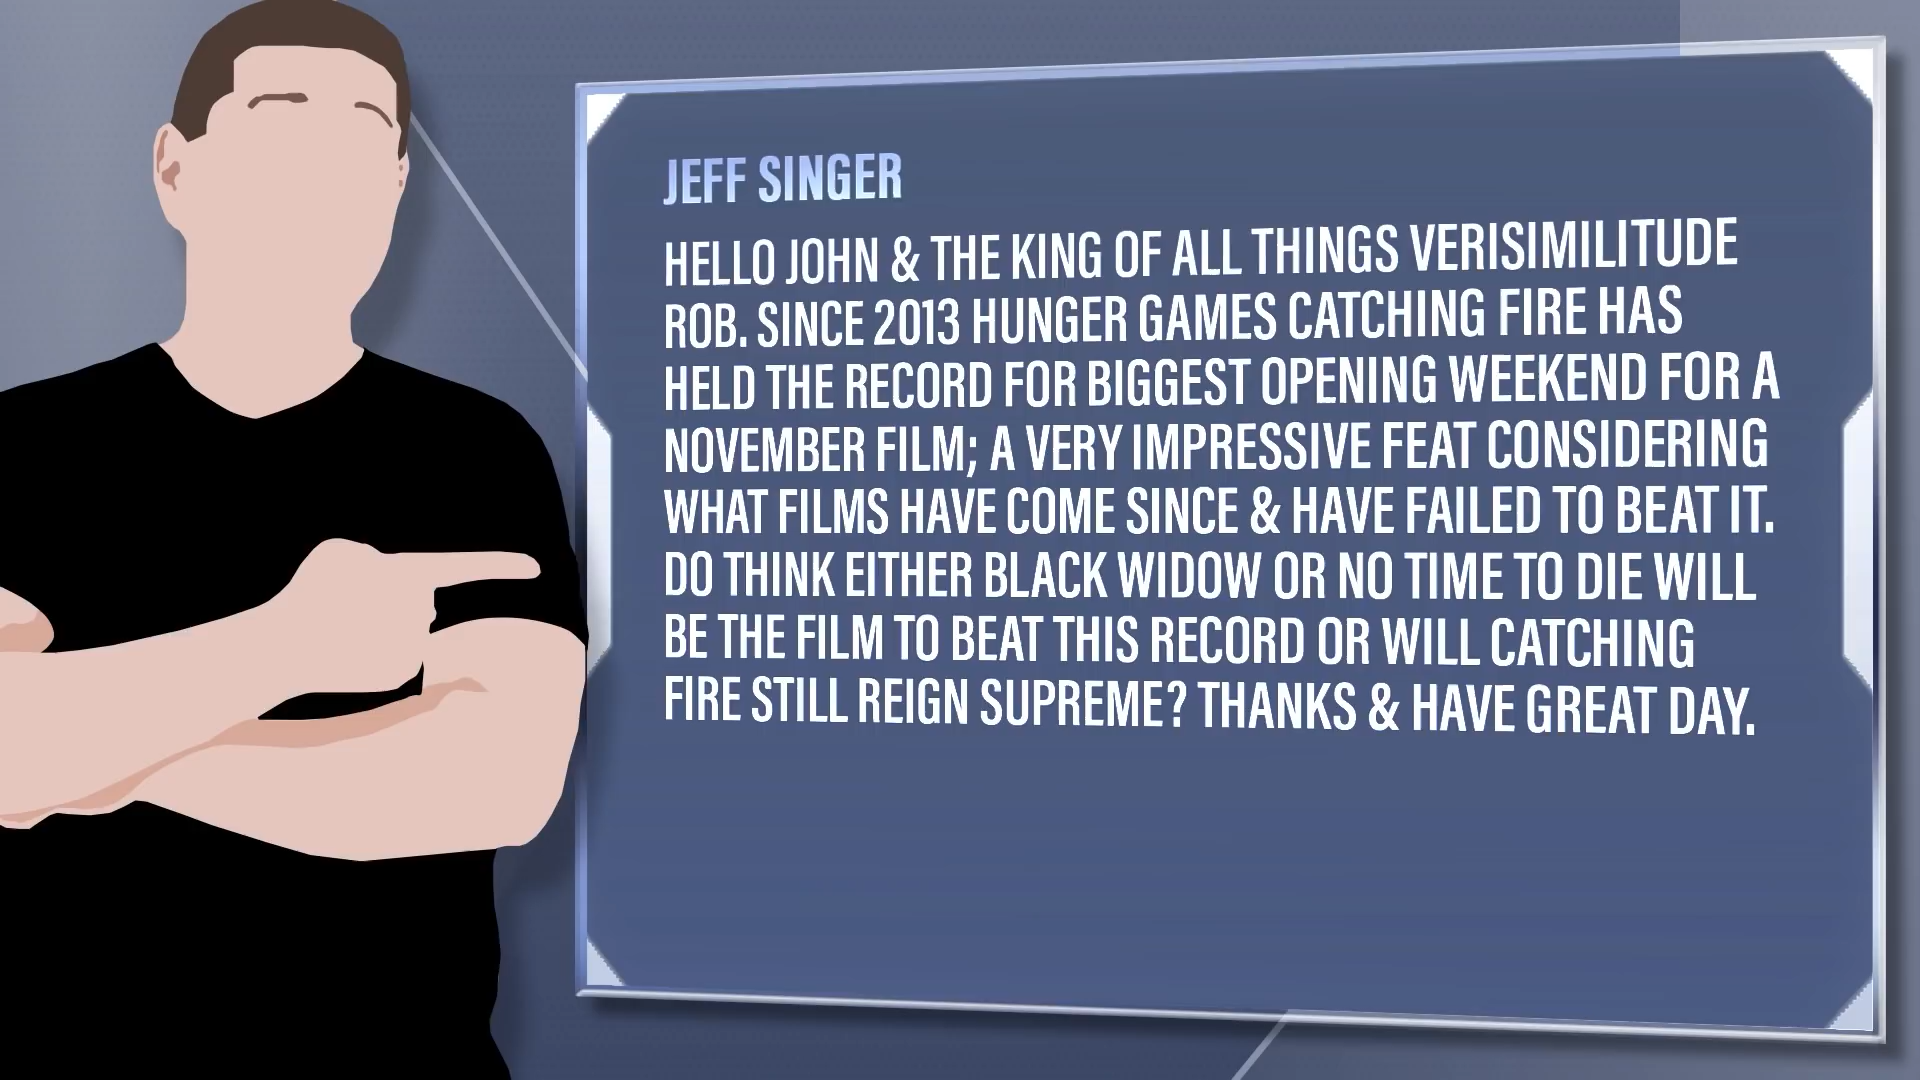 JEFF SINGER
HELLO JOHN & THE KING OF ALL THINGS VERISIMILITUDE
ROB. SINCE 2013 HUNGER GAMES CATCHING FIRE HAS
HELD THE RECORD FOR BIGGEST OPENING WEEKEND FOR A
NOVEMBER FILM; A VERY IMPRESSIVE FEAT CONSIDERING
WHAT FILMS HAVE COME SINCE & HAVE FAILED TO BEAT IT.
DO THINK EITHER BLACK WIDOW OR NO TIME TO DIE WILL
BE THE FILM TO BEAT THIS RECORD OR WILL CATCHING
FIRE STILL REIGN SUPREME? THANKS & HAVE GREAT DAY.